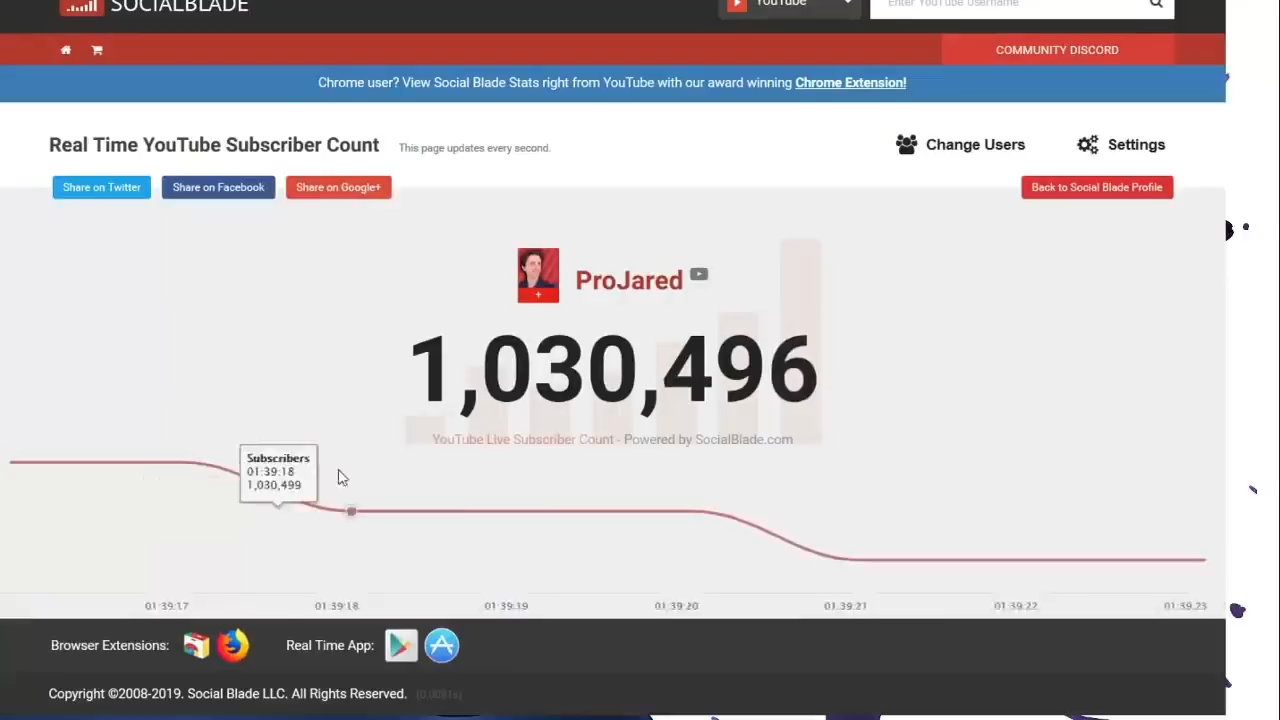 SOCIALBLADE
YouTube
Enter YouTube Username
COMMUNITY DISCORD
Chrome user? View Social Blade Stats right from YouTube with our award winning Chrome Extension!
Real Time YouTube Subscriber Count
This page updates every second.
Change Users
Settings
Share on Twitter
Share on Facebook
Share on Google+
Back to Social Blade Profile
ProJared
1,030,496
YouTube Live Subscriber Count - Powered by SocialBlade.com
Subscribers
01:39:18
1,030,499
01:39:17
01:39:18
01:39:19
01:39:20
01:39:21
01:39:22
01:39:23
Browser Extensions:
Real Time App:
Copyright ©2008-2019. Social Blade LLC. All Rights Reserved.